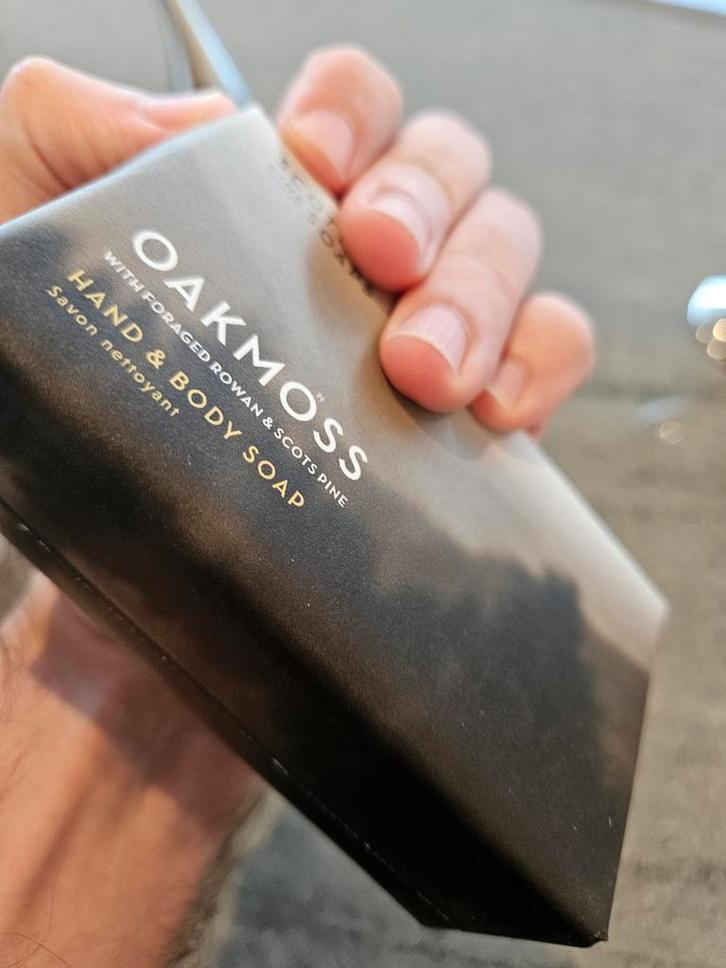 OAKMOSS
WITH FORAGED ROWAN & SCOTS PINE
HAND & BODY SOAP
Savon nettoyant